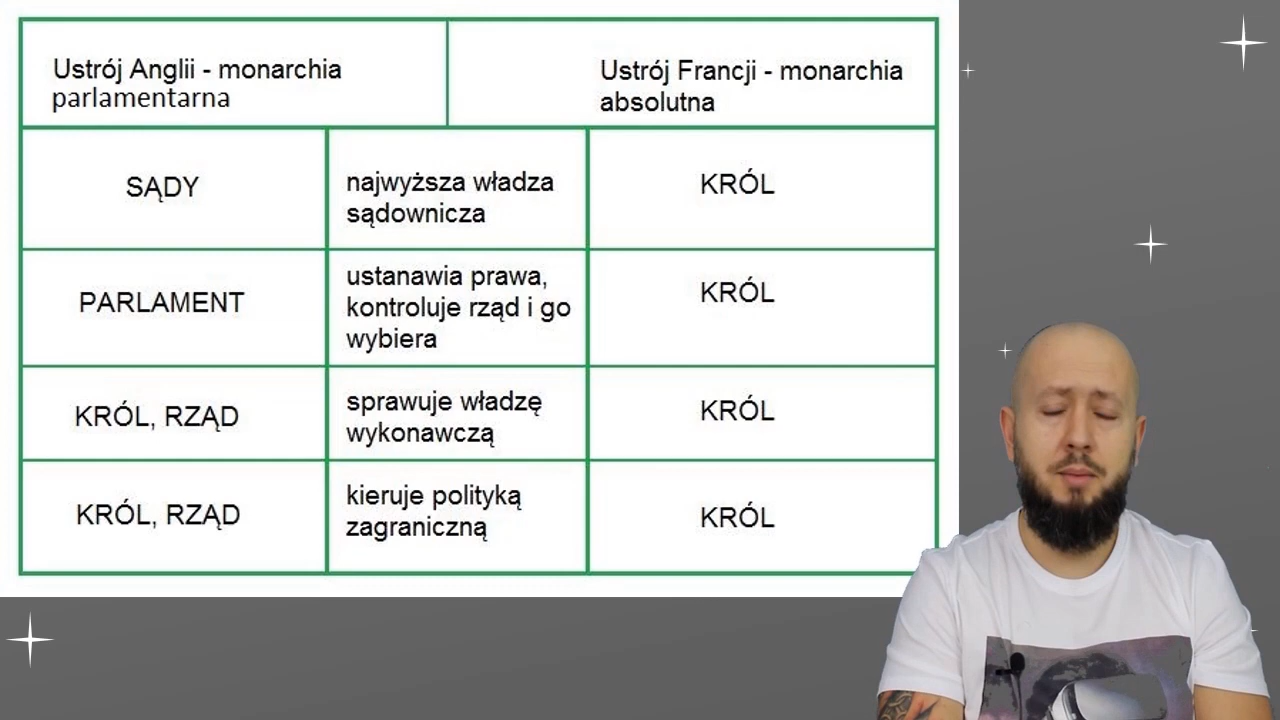 Ustrój Anglii - monarchia
parlamentarna
Ustrój Francji - monarchia
absolutna
SĄDY
najwyższa władza
sądownicza
KRÓL
PARLAMENT
ustanawia prawa,
kontroluje rząd i go
wybiera
KRÓL
KRÓL, RZĄD
sprawuje władzę
wykonawczą
KRÓL
KRÓL, RZĄD
kieruje polityką
zagraniczną
KRÓL